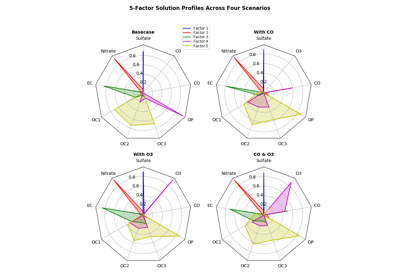 5-Factor Solution Profiles Across Four Scenarios
Basecase
Sulfate
Nitrate
O3
EC
CO
OC1
OP
OC2
OC3
0.2
0.4
0.6
0.8
Factor 1
Factor 2
Factor 3
Factor 4
Factor 5
With CO
Sulfate
Nitrate
O3
EC
CO
OC1
OP
OC2
OC3
0.2
0.4
0.6
0.8
With O3
Sulfate
Nitrate
O3
EC
CO
OC1
OP
OC2
OC3
0.2
0.4
0.6
0.8
CO & O3
Sulfate
Nitrate
O3
EC
CO
OC1
OP
OC2
OC3
0.2
0.4
0.6
0.8